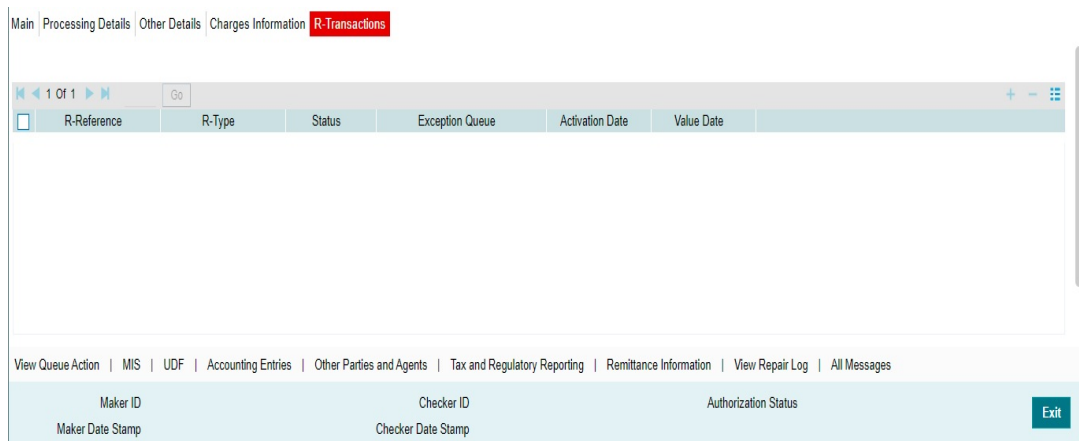 Main Processing Details Other Details Charges Information R-Transactions
1 Of 1 Go
R-Reference R-Type Status Exception Queue Activation Date Value Date
View Queue Action | MIS | UDF | Accounting Entries | Other Parties and Agents | Tax and Regulatory Reporting | Remittance Information | View Repair Log | All Messages
Maker ID Checker ID Authorization Status
Exit
Maker Date Stamp Checker Date Stamp